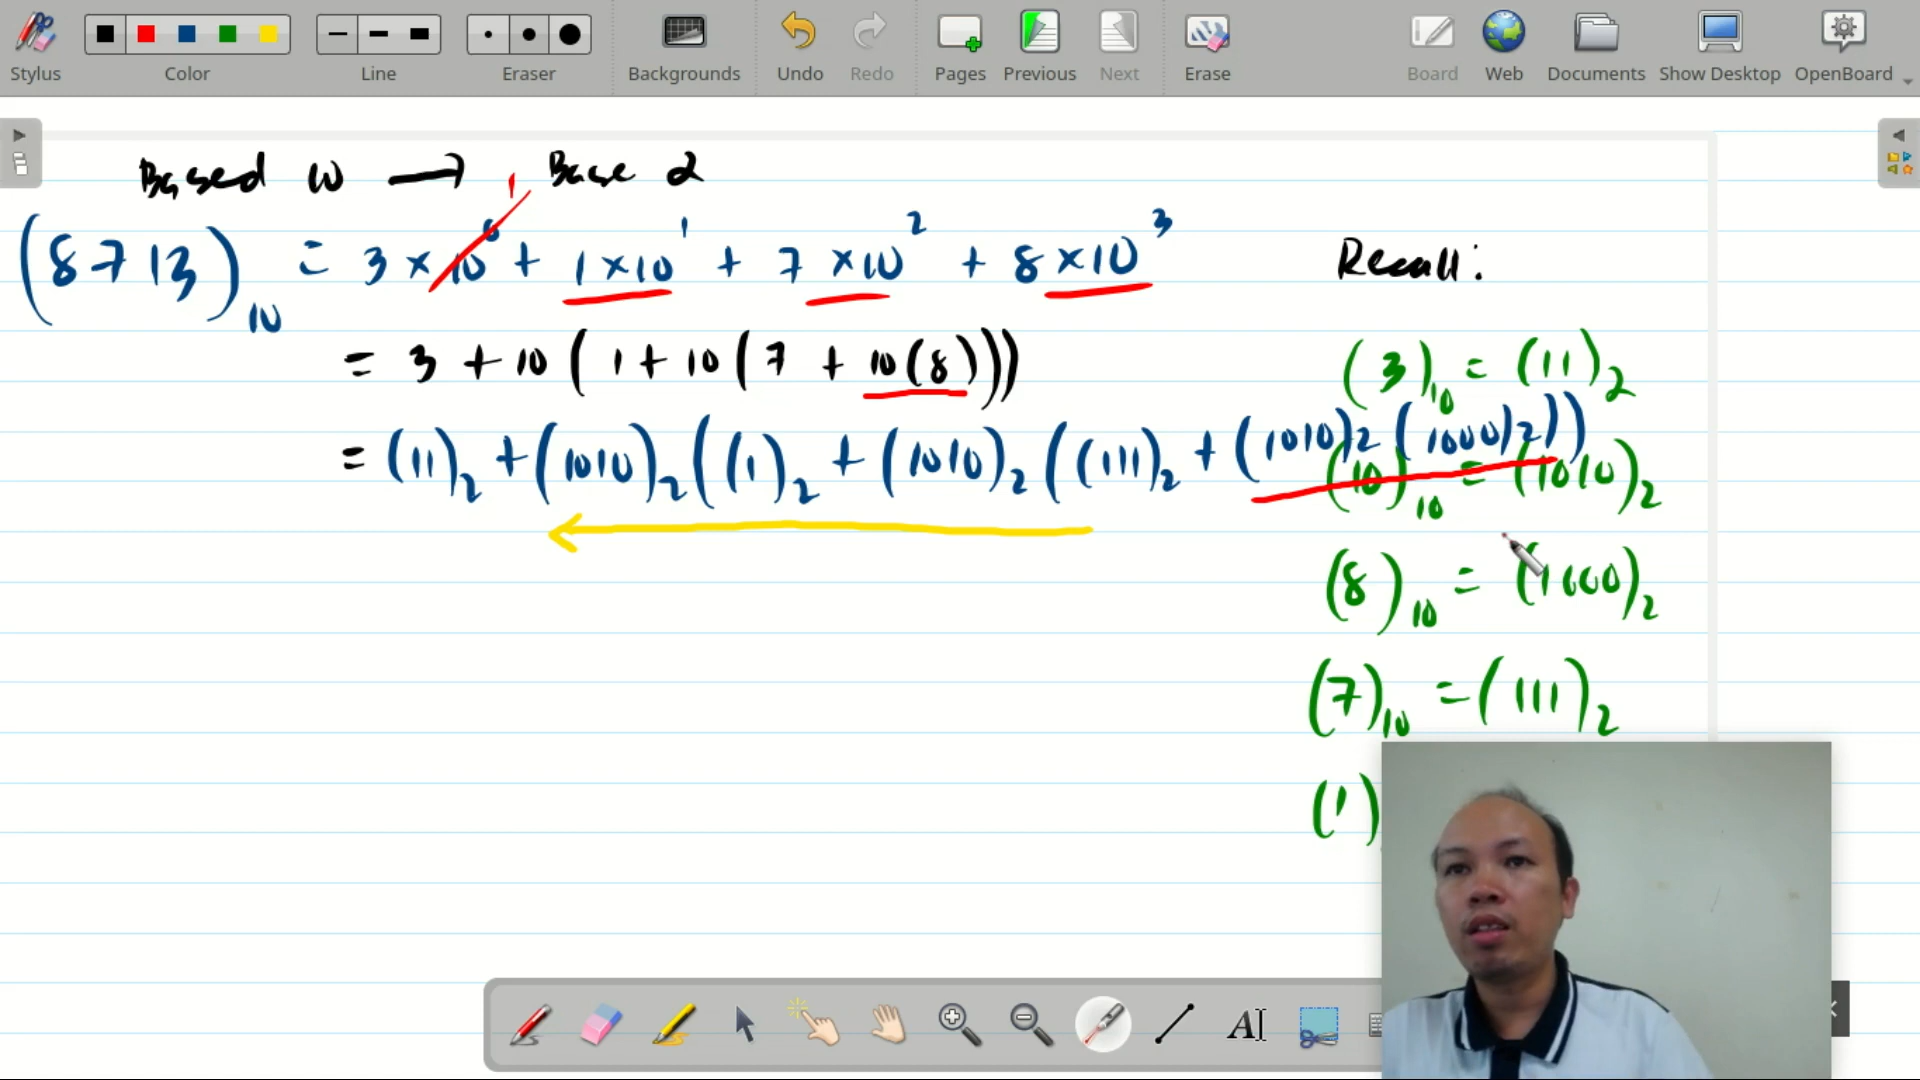 Stylus Color Line Eraser Backgrounds Undo Redo Pages Previous Next Erase Board Web Documents Show Desktop OpenBoard
Based 10 → Base 2
(8713)₁₀ = 3 × 10⁰ + 1 × 10¹ + 7 × 10² + 8 × 10³
1
= 3 + 10 ( 1 + 10 ( 7 + 10 (8)))
= (11)₂ + (1010)₂ ((1)₂ + (1010)₂ ((111)₂ + (1010)₂ (1000)₂))
Recall:
(3)₁₀ = (11)₂
(10)₁₀ = (1010)₂
(8)₁₀ = (1000)₂
(7)₁₀ = (111)₂
(1)